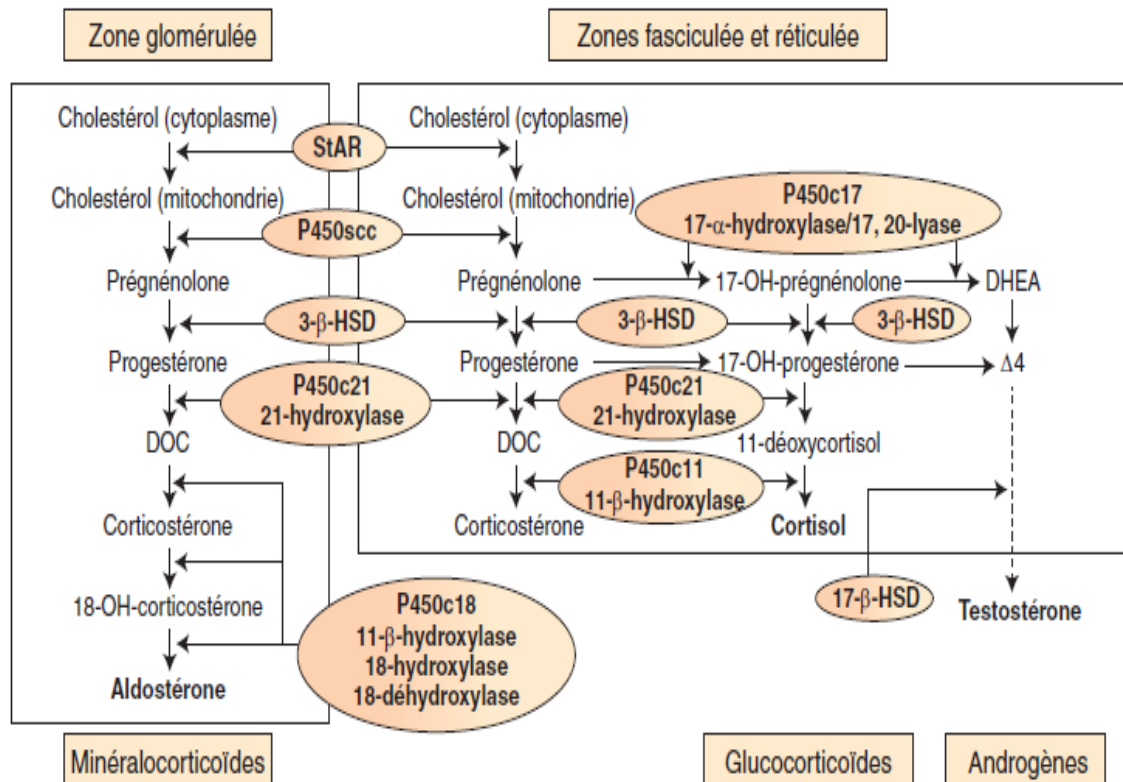 Zone glomérulée
Zones fasciculée et réticulée
Cholestérol (cytoplasme)
Cholestérol (cytoplasme)
StAR
Cholestérol (mitochondrie)
Cholestérol (mitochondrie)
P450c17
17-α-hydroxylase/17, 20-lyase
P450scc
Prégnénolone
Prégnénolone
17-OH-prégnénolone
DHEA
3-β-HSD
3-β-HSD
3-β-HSD
Progestérone
Progestérone
17-OH-progestérone
Δ4
P450c21
21-hydroxylase
P450c21
21-hydroxylase
DOC
DOC
11-déoxycortisol
P450c11
11-β-hydroxylase
Corticostérone
Corticostérone
Cortisol
18-OH-corticostérone
P450c18
11-β-hydroxylase
18-hydroxylase
18-déhydroxylase
17-β-HSD
Testostérone
Aldostérone
Minéralocorticoïdes
Glucocorticoïdes
Androgènes